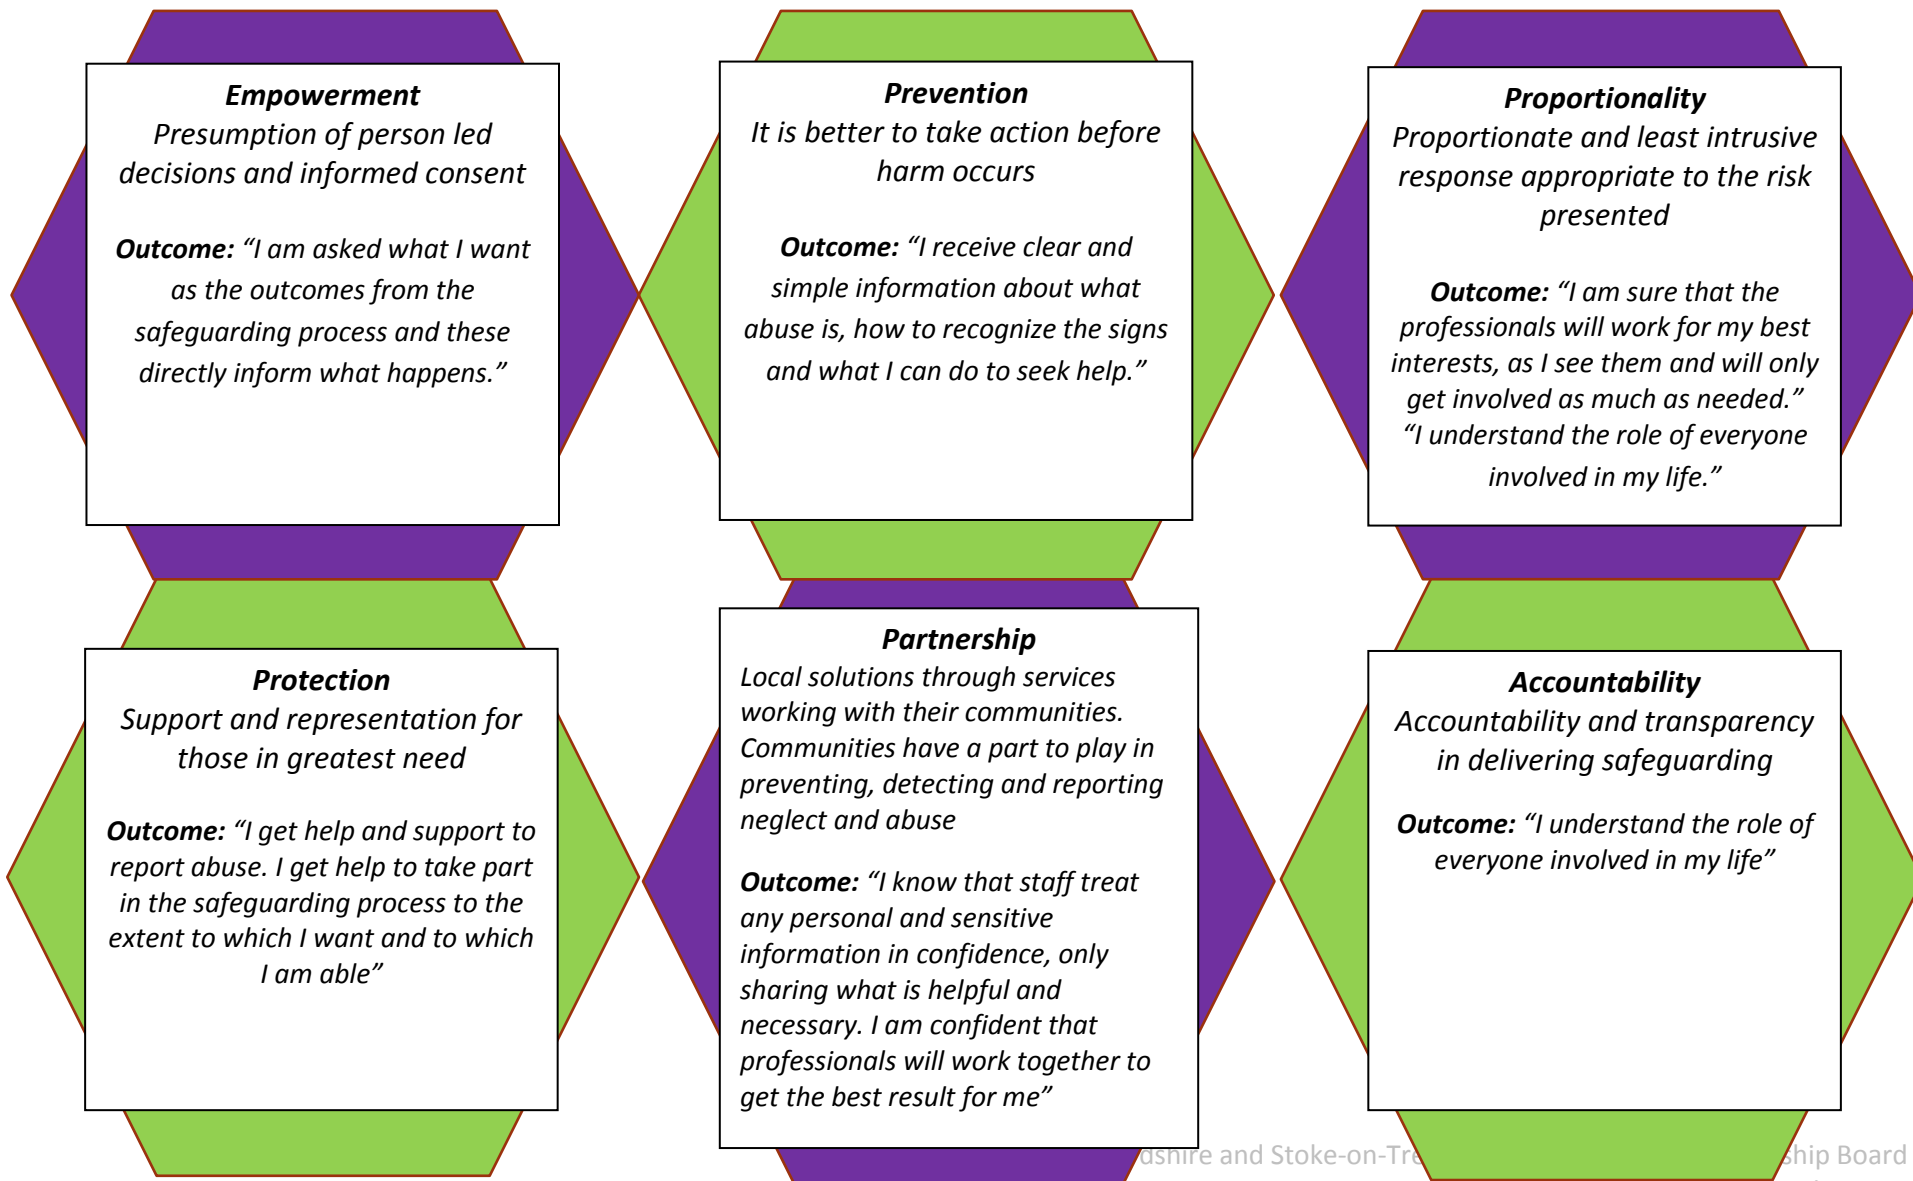 Empowerment
Presumption of person led
decisions and informed consent
Outcome: “I am asked what I want
as the outcomes from the
safeguarding process and these
directly inform what happens.”
Prevention
It is better to take action before
harm occurs
Outcome: “I receive clear and
simple information about what
abuse is, how to recognize the signs
and what I can do to seek help.”
Proportionality
Proportionate and least intrusive
response appropriate to the risk
presented
Outcome: “I am sure that the
professionals will work for my best
interests, as I see them and will only
get involved as much as needed.”
“I understand the role of everyone
involved in my life.”
Protection
Support and representation for
those in greatest need
Outcome: “I get help and support to
report abuse. I get help to take part
in the safeguarding process to the
extent to which I want and to which
I am able”
Partnership
Local solutions through services
working with their communities.
Communities have a part to play in
preventing, detecting and reporting
neglect and abuse
Outcome: “I know that staff treat
any personal and sensitive
information in confidence, only
sharing what is helpful and
necessary. I am confident that
professionals will work together to
get the best result for me”
Accountability
Accountability and transparency
in delivering safeguarding
Outcome: “I understand the role of
everyone involved in my life”
and Stoke-on-Tre Board